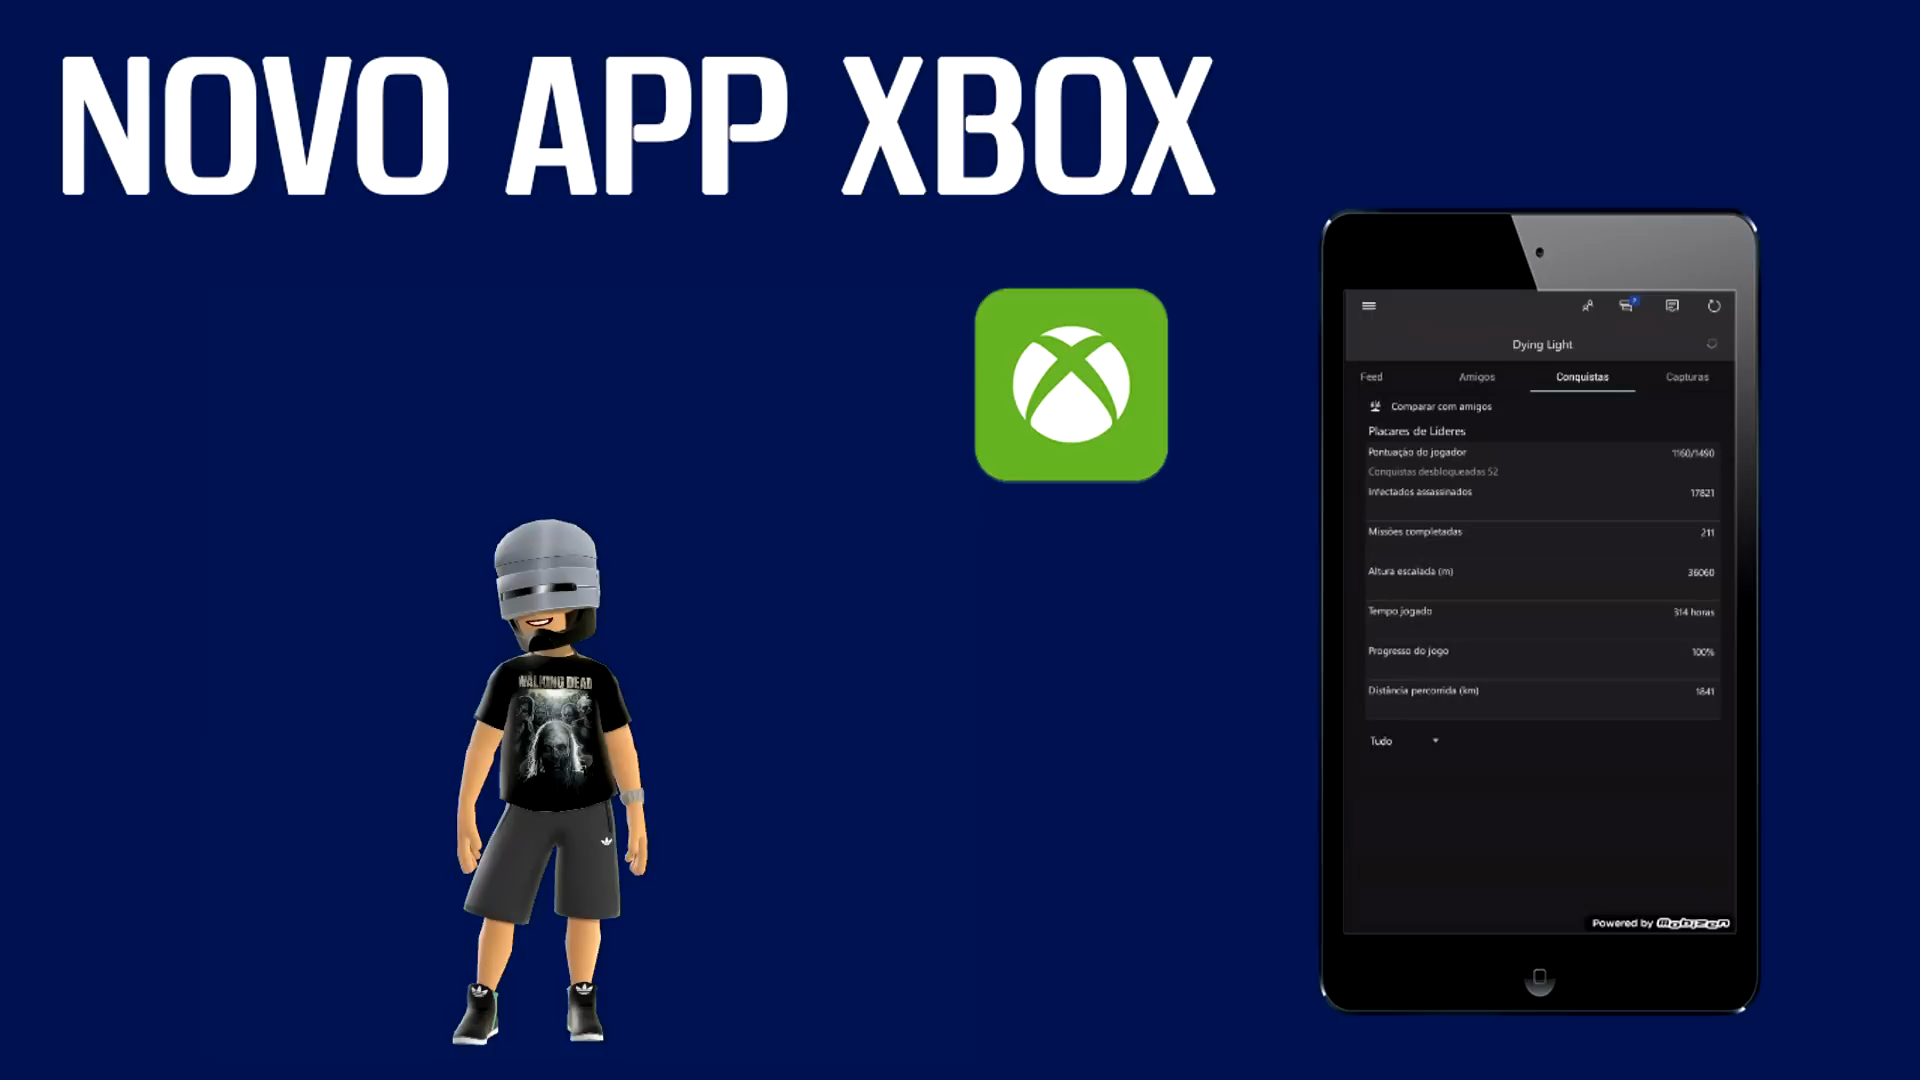 NOVO APP XBOX
Dying Light
Feed Amigos Conquistas Capturas
Comparar com amigos
Placares de Líderes
Pontuação do jogador 1160/1490
Conquistas desbloqueadas 52
Infectados assassinados 17821
Missões completadas 211
Altura escalada (m) 36060
Tempo jogado 314 horas
Progresso do jogo 100%
Distância percorrida (km) 1841
Tudo
Powered by Mobizen
WALKING DEAD